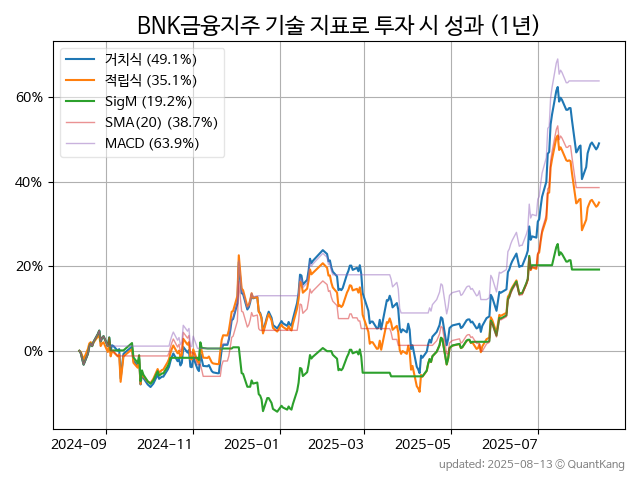 BNK금융지주 기술 지표로 투자 시 성과 (1년)
거치식 (49.1%)
적립식 (35.1%)
SigM (19.2%)
SMA(20) (38.7%)
MACD (63.9%)
60%
40%
20%
0%
2024-09 2024-11 2025-01 2025-03 2025-05 2025-07
updated: 2025-08-13 © QuantKang